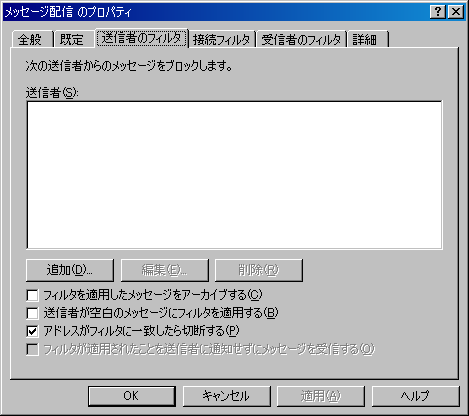 メッセージ配信 のプロパティ
全般 既定 送信者のフィルタ 接続フィルタ 受信者のフィルタ 詳細
次の送信者からのメッセージをブロックします。
送信者(S):
追加(D)... 編集(E)... 削除(R)
フィルタを適用したメッセージをアーカイブする(C)
送信者が空白のメッセージにフィルタを適用する(B)
アドレスがフィルタに一致したら切断する(P)
フィルタが適用されたことを送信者に通知せずにメッセージを受信する(O)
OK キャンセル 適用(A) ヘルプ